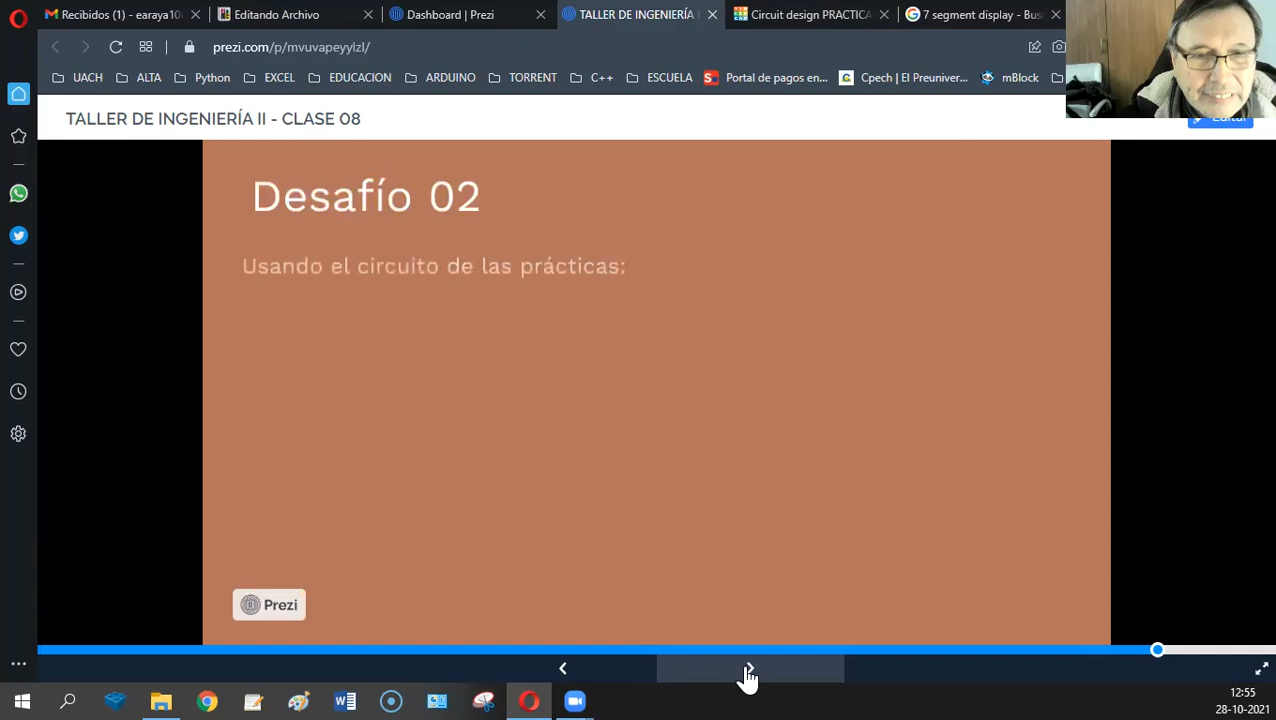 Recibidos (1) - earaya10
Editando Archivo
Dashboard | Prezi
TALLER DE INGENIERÍA
Circuit design PRACTICA
7 segment display - Bus
prezi.com/p/mvuvapeyylzl/
UACH
ALTA
Python
EXCEL
EDUCACION
ARDUINO
TORRENT
C++
ESCUELA
Portal de pagos en...
Cpech | El Preuniver...
mBlock
TALLER DE INGENIERÍA II - CLASE 08
Editar
Desafío 02
Usando el circuito de las prácticas:
Prezi
12:55
28-10-2021